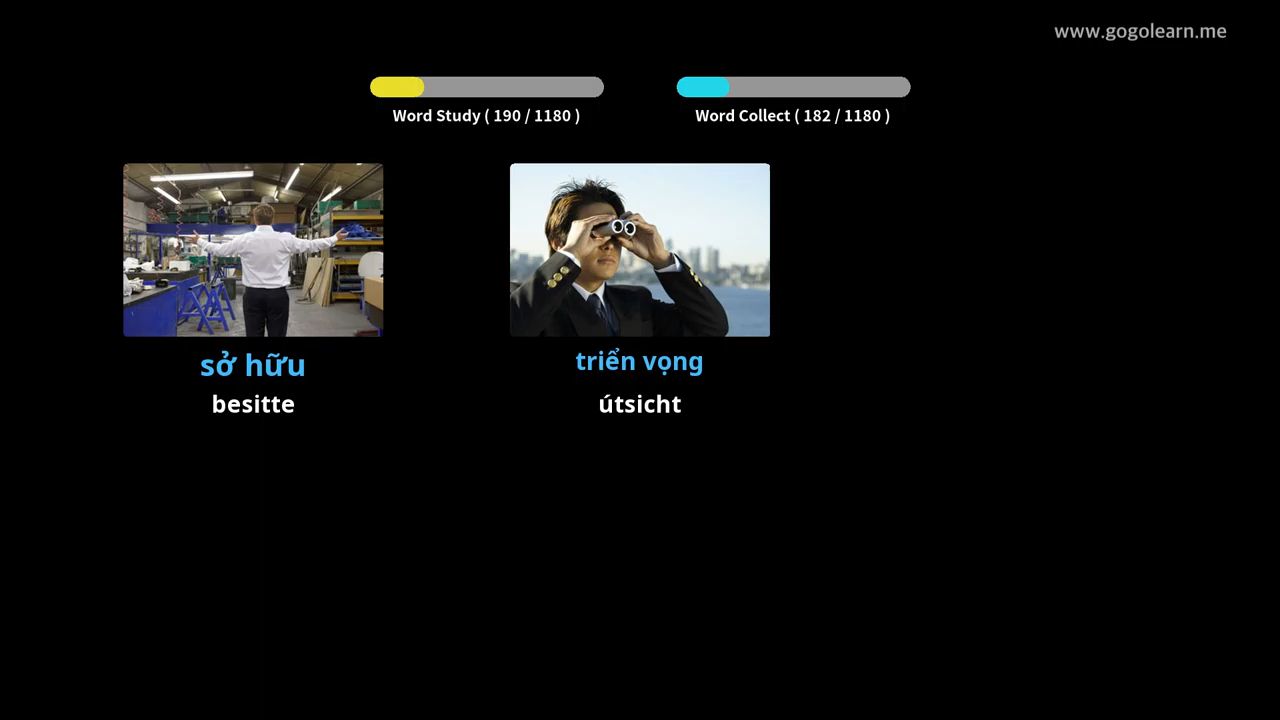 www.gogolearn.me
Word Study ( 190 / 1180 )
Word Collect ( 182 / 1180 )
sở hữu
triển vọng
besitte
útsicht